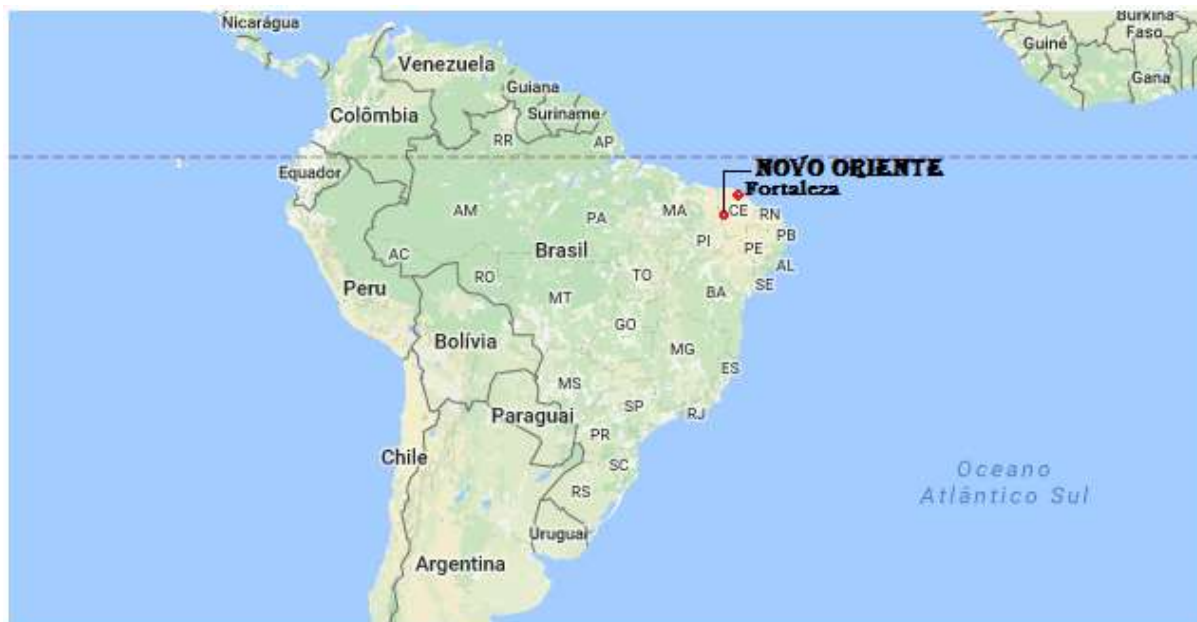 Nicarágua
Burkina
Faso
Guiné
Venezuela
Gana
Guiana
Colômbia
Suriname
RR
AP
Equador
NOVO ORIENTE
Fortaleza
AM
PA
MA
CE
RN
PI
PE
PB
AC
Brasil
AL
RO
TO
SE
Peru
MT
BA
GO
Bolívia
MG
ES
MS
SP
RJ
Paraguai
PR
Chile
SC
Oceano
Atlântico Sul
RS
Uruguai
Argentina